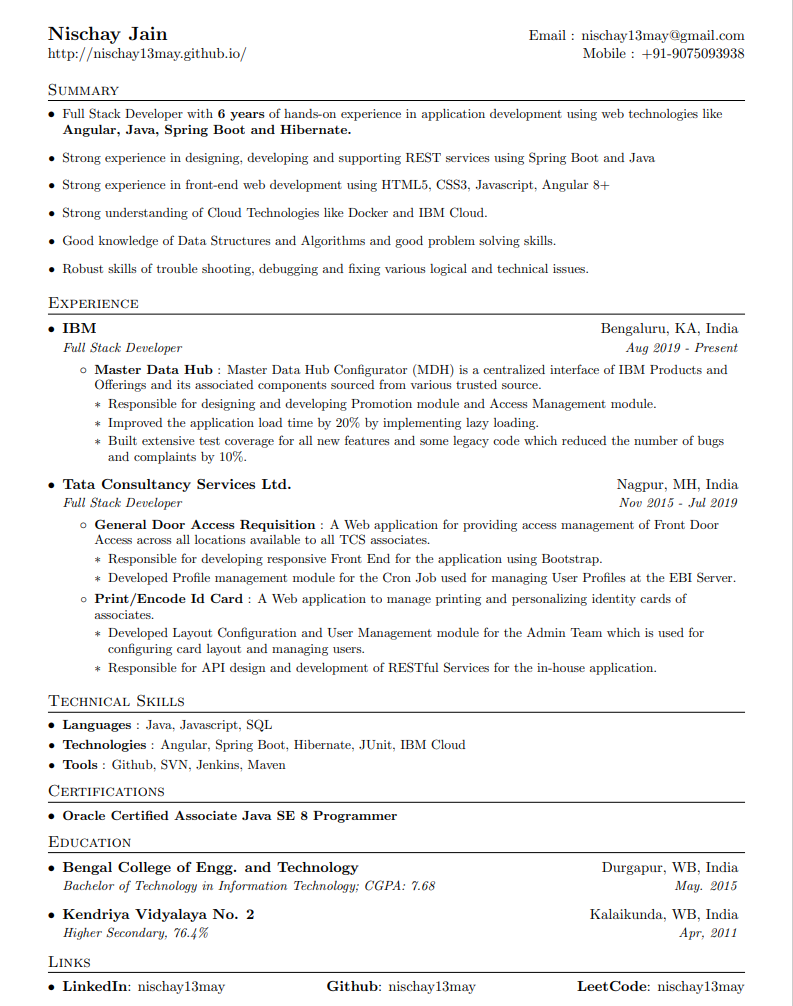 Nischay Jain Email : nischay13may@gmail.com
http://nischay13may.github.io/ Mobile : +91-9075093938
Summary
• Full Stack Developer with 6 years of hands-on experience in application development using web technologies like
Angular, Java, Spring Boot and Hibernate.
• Strong experience in designing, developing and supporting REST services using Spring Boot and Java
• Strong experience in front-end web development using HTML5, CSS3, Javascript, Angular 8+
• Strong understanding of Cloud Technologies like Docker and IBM Cloud.
• Good knowledge of Data Structures and Algorithms and good problem solving skills.
• Robust skills of trouble shooting, debugging and fixing various logical and technical issues.
Experience
• IBM Bengaluru, KA, India
Full Stack Developer Aug 2019 - Present
◦ Master Data Hub : Master Data Hub Configurator (MDH) is a centralized interface of IBM Products and
Offerings and its associated components sourced from various trusted source.
∗ Responsible for designing and developing Promotion module and Access Management module.
∗ Improved the application load time by 20% by implementing lazy loading.
∗ Built extensive test coverage for all new features and some legacy code which reduced the number of bugs
and complaints by 10%.
• Tata Consultancy Services Ltd. Nagpur, MH, India
Full Stack Developer Nov 2015 - Jul 2019
◦ General Door Access Requisition : A Web application for providing access management of Front Door
Access across all locations available to all TCS associates.
∗ Responsible for developing responsive Front End for the application using Bootstrap.
∗ Developed Profile management module for the Cron Job used for managing User Profiles at the EBI Server.
◦ Print/Encode Id Card : A Web application to manage printing and personalizing identity cards of
associates.
∗ Developed Layout Configuration and User Management module for the Admin Team which is used for
configuring card layout and managing users.
∗ Responsible for API design and development of RESTful Services for the in-house application.
Technical Skills
• Languages : Java, Javascript, SQL
• Technologies : Angular, Spring Boot, Hibernate, JUnit, IBM Cloud
• Tools : Github, SVN, Jenkins, Maven
Certifications
• Oracle Certified Associate Java SE 8 Programmer
Education
• Bengal College of Engg. and Technology Durgapur, WB, India
Bachelor of Technology in Information Technology; CGPA: 7.68 May. 2015
• Kendriya Vidyalaya No. 2 Kalaikunda, WB, India
Higher Secondary, 76.4% Apr, 2011
Links
• LinkedIn: nischay13may Github: nischay13may LeetCode: nischay13may